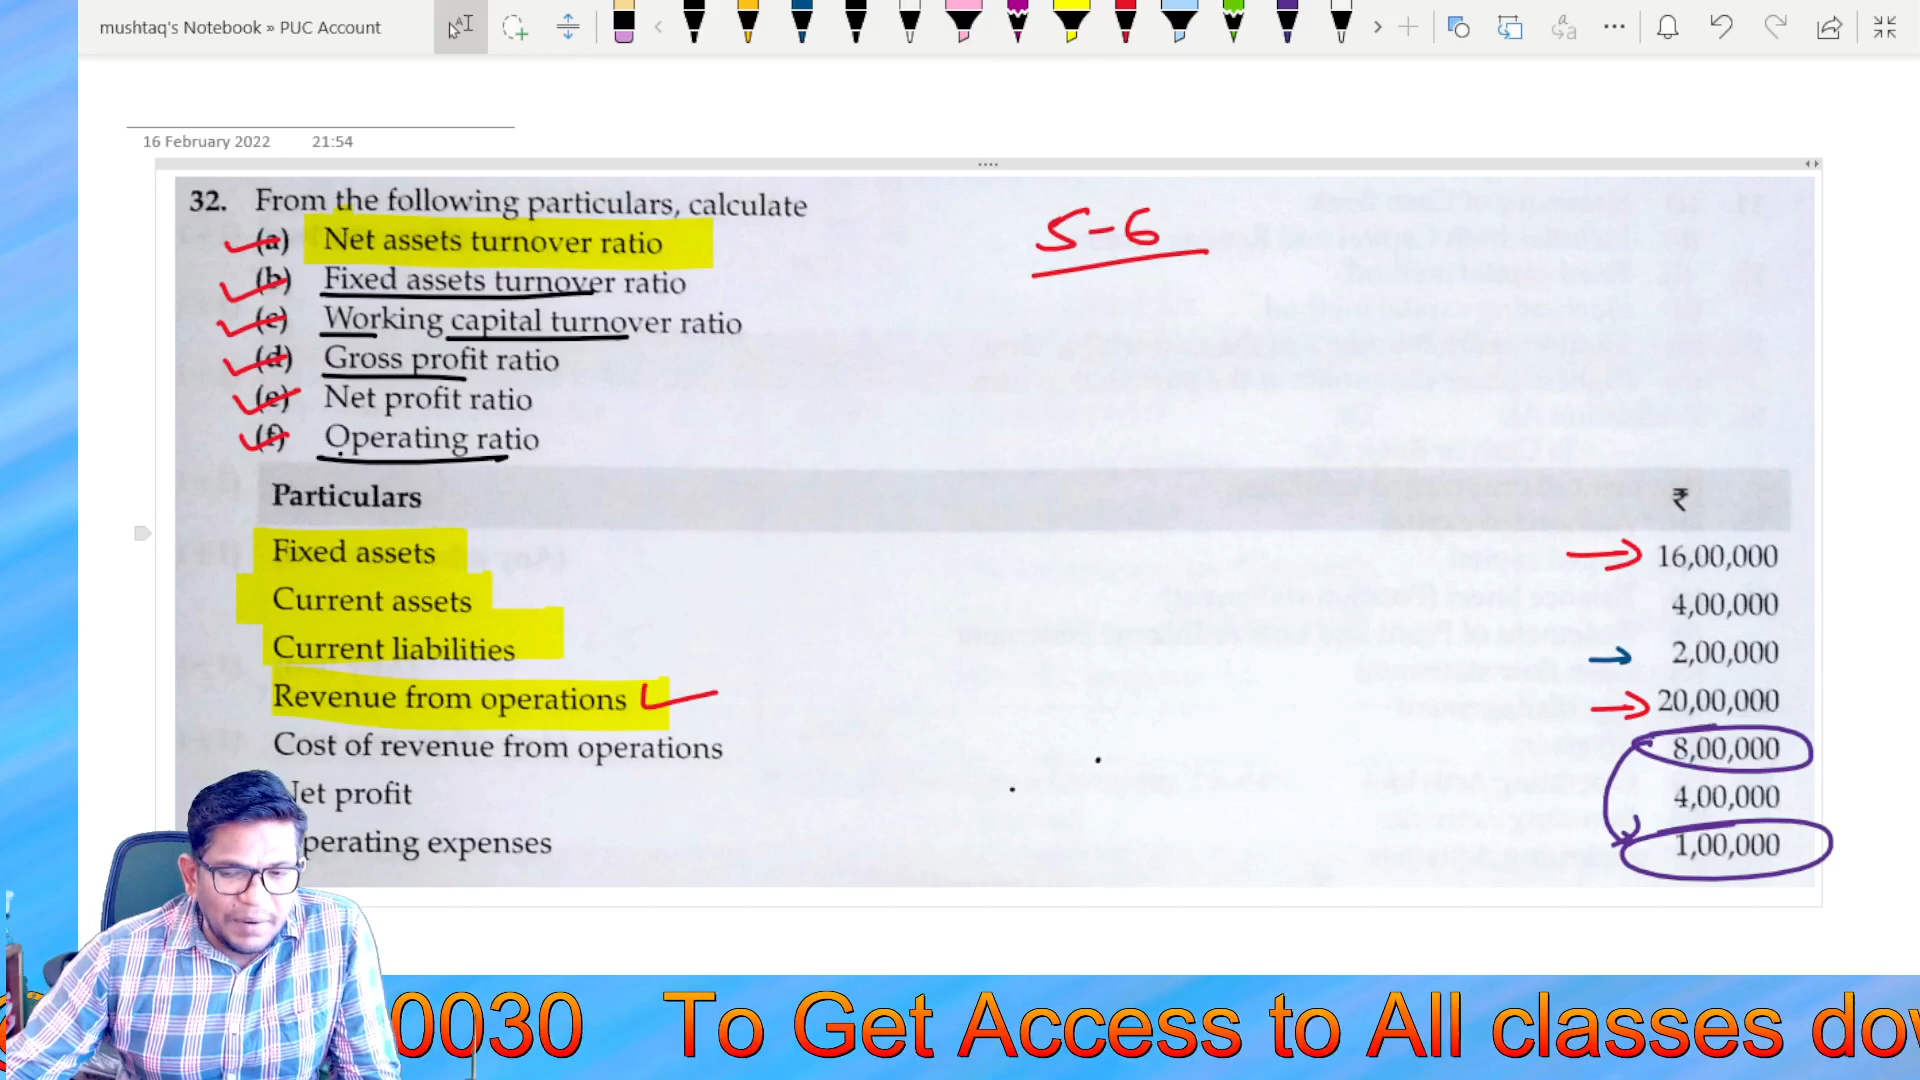 mushtaq's Notebook » PUC Account
16 February 2022 21:54
32. From the following particulars, calculate
(a) Net assets turnover ratio
5-6
(b) Fixed assets turnover ratio
(c) Working capital turnover ratio
(d) Gross profit ratio
(e) Net profit ratio
(f) Operating ratio
Particulars ₹
Fixed assets 16,00,000
Current assets 4,00,000
Current liabilities 2,00,000
Revenue from operations 20,00,000
Cost of revenue from operations 8,00,000
Net profit 4,00,000
perating expenses 1,00,000
0030 To Get Access to All classes dov